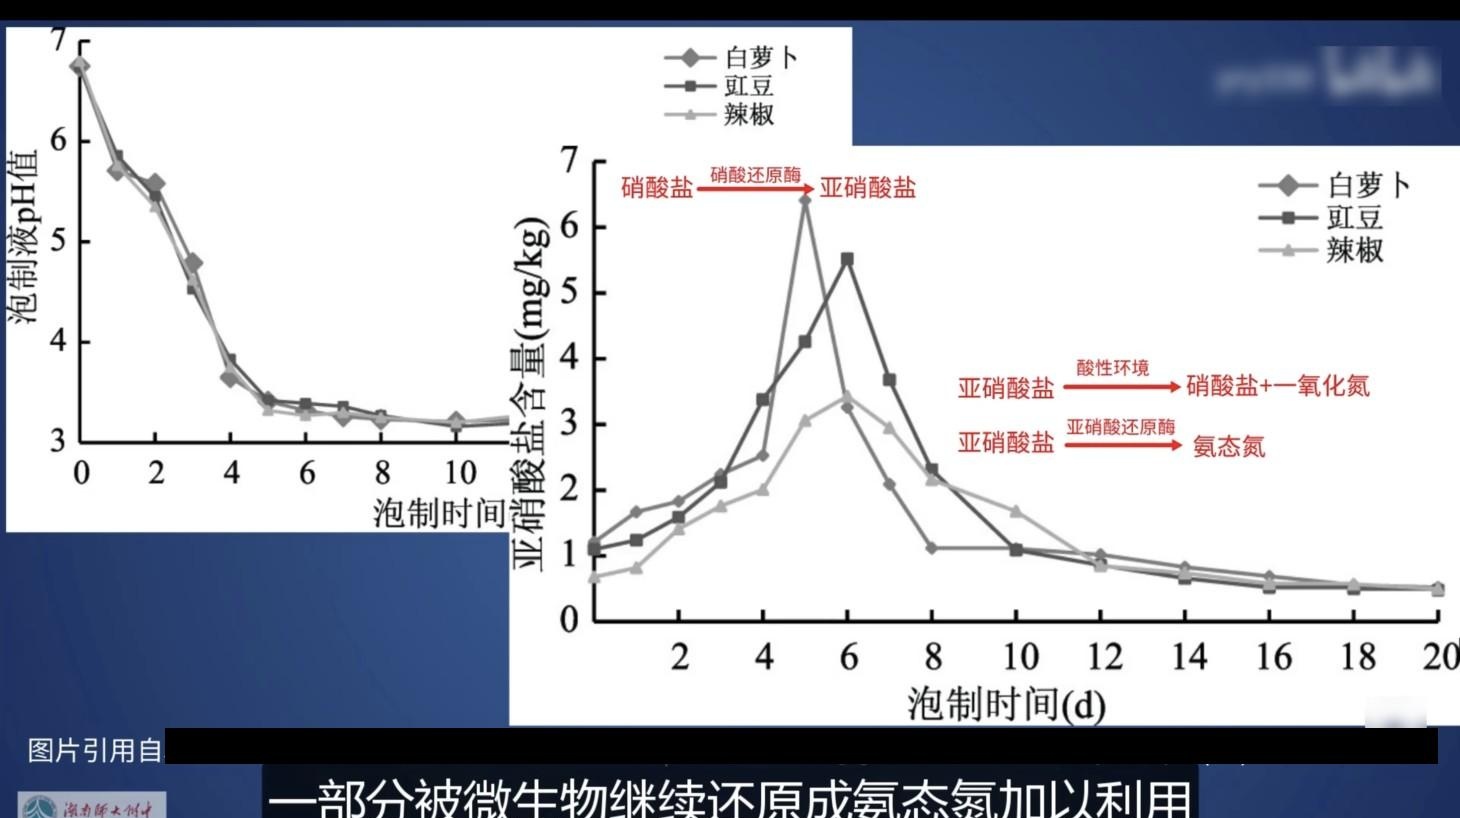 7
6
5
4
3
泡制液pH值
0 2 4 6 8 10
泡制时间
白萝卜
豇豆
辣椒
7
6
5
4
3
2
1
0
亚硝酸盐含量(mg/kg)
硝酸盐 硝酸还原酶 亚硝酸盐
白萝卜
豇豆
辣椒
酸性环境
亚硝酸盐 硝酸盐+一氧化氮
亚硝酸还原酶
亚硝酸盐 氨态氮
2 4 6 8 10 12 14 16 18 20
泡制时间(d)
图片引用自
一部分被微生物继续还原成氨态氮加以利用
湖南师大附中